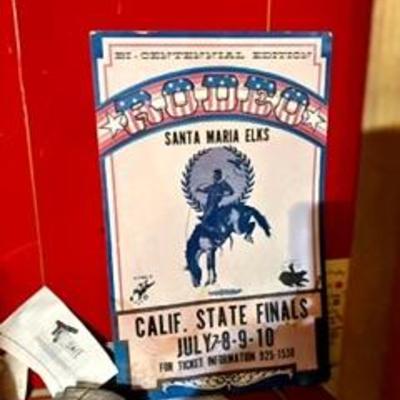 BI-CENTENNIAL EDITION
RODEO
SANTA MARIA ELKS
CALIF. STATE FINALS
JULY 7-8-9-10
FOR TICKET INFORMATION 925-1530